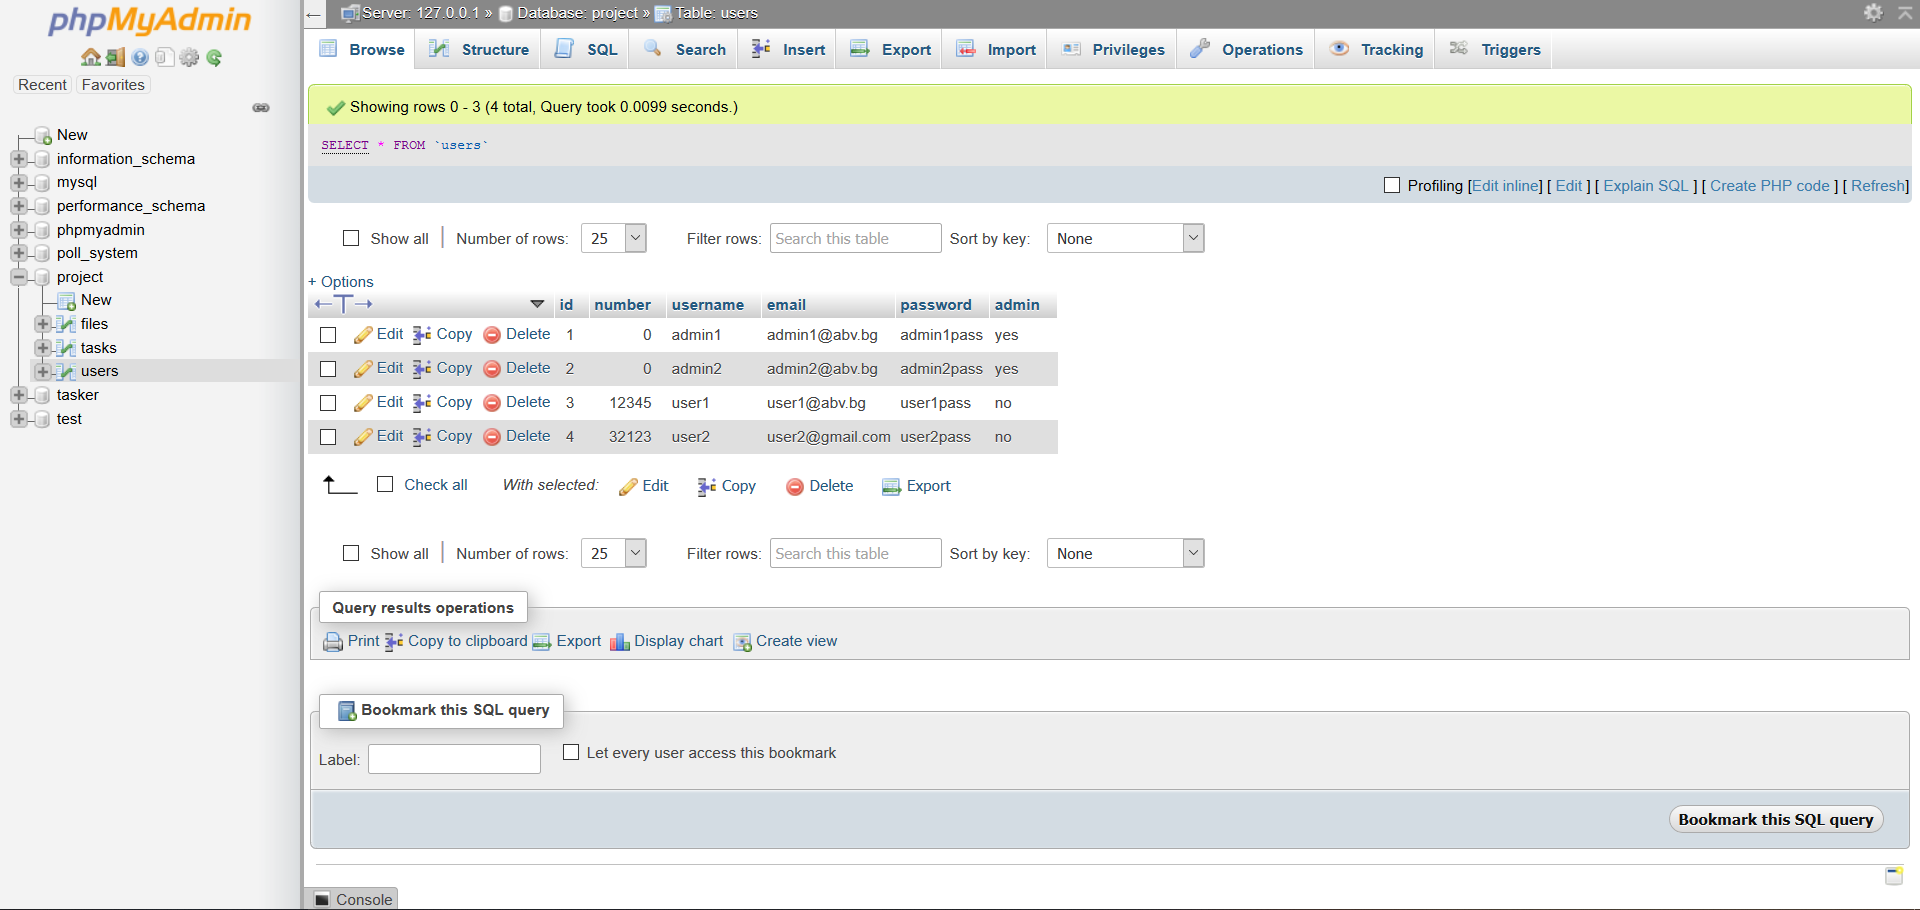 phpMyAdmin
Recent Favorites
New
information_schema
mysql
performance_schema
phpmyadmin
poll_system
project
New
files
tasks
users
tasker
test
Server: 127.0.0.1 » Database: project » Table: users
Browse Structure SQL Search Insert Export Import Privileges Operations Tracking Triggers
Showing rows 0 - 3 (4 total, Query took 0.0099 seconds.)
SELECT * FROM `users`
Profiling [Edit inline] [ Edit ] [ Explain SQL ] [ Create PHP code ] [ Refresh]
Show all | Number of rows: 25 Filter rows: Search this table Sort by key: None
+ Options
id number username email password admin
Edit Copy Delete 1 0 admin1 admin1@abv.bg admin1pass yes
Edit Copy Delete 2 0 admin2 admin2@abv.bg admin2pass yes
Edit Copy Delete 3 12345 user1 user1@abv.bg user1pass no
Edit Copy Delete 4 32123 user2 user2@gmail.com user2pass no
Check all With selected: Edit Copy Delete Export
Show all | Number of rows: 25 Filter rows: Search this table Sort by key: None
Query results operations
Print Copy to clipboard Export Display chart Create view
Bookmark this SQL query
Label: Let every user access this bookmark
Bookmark this SQL query
Console